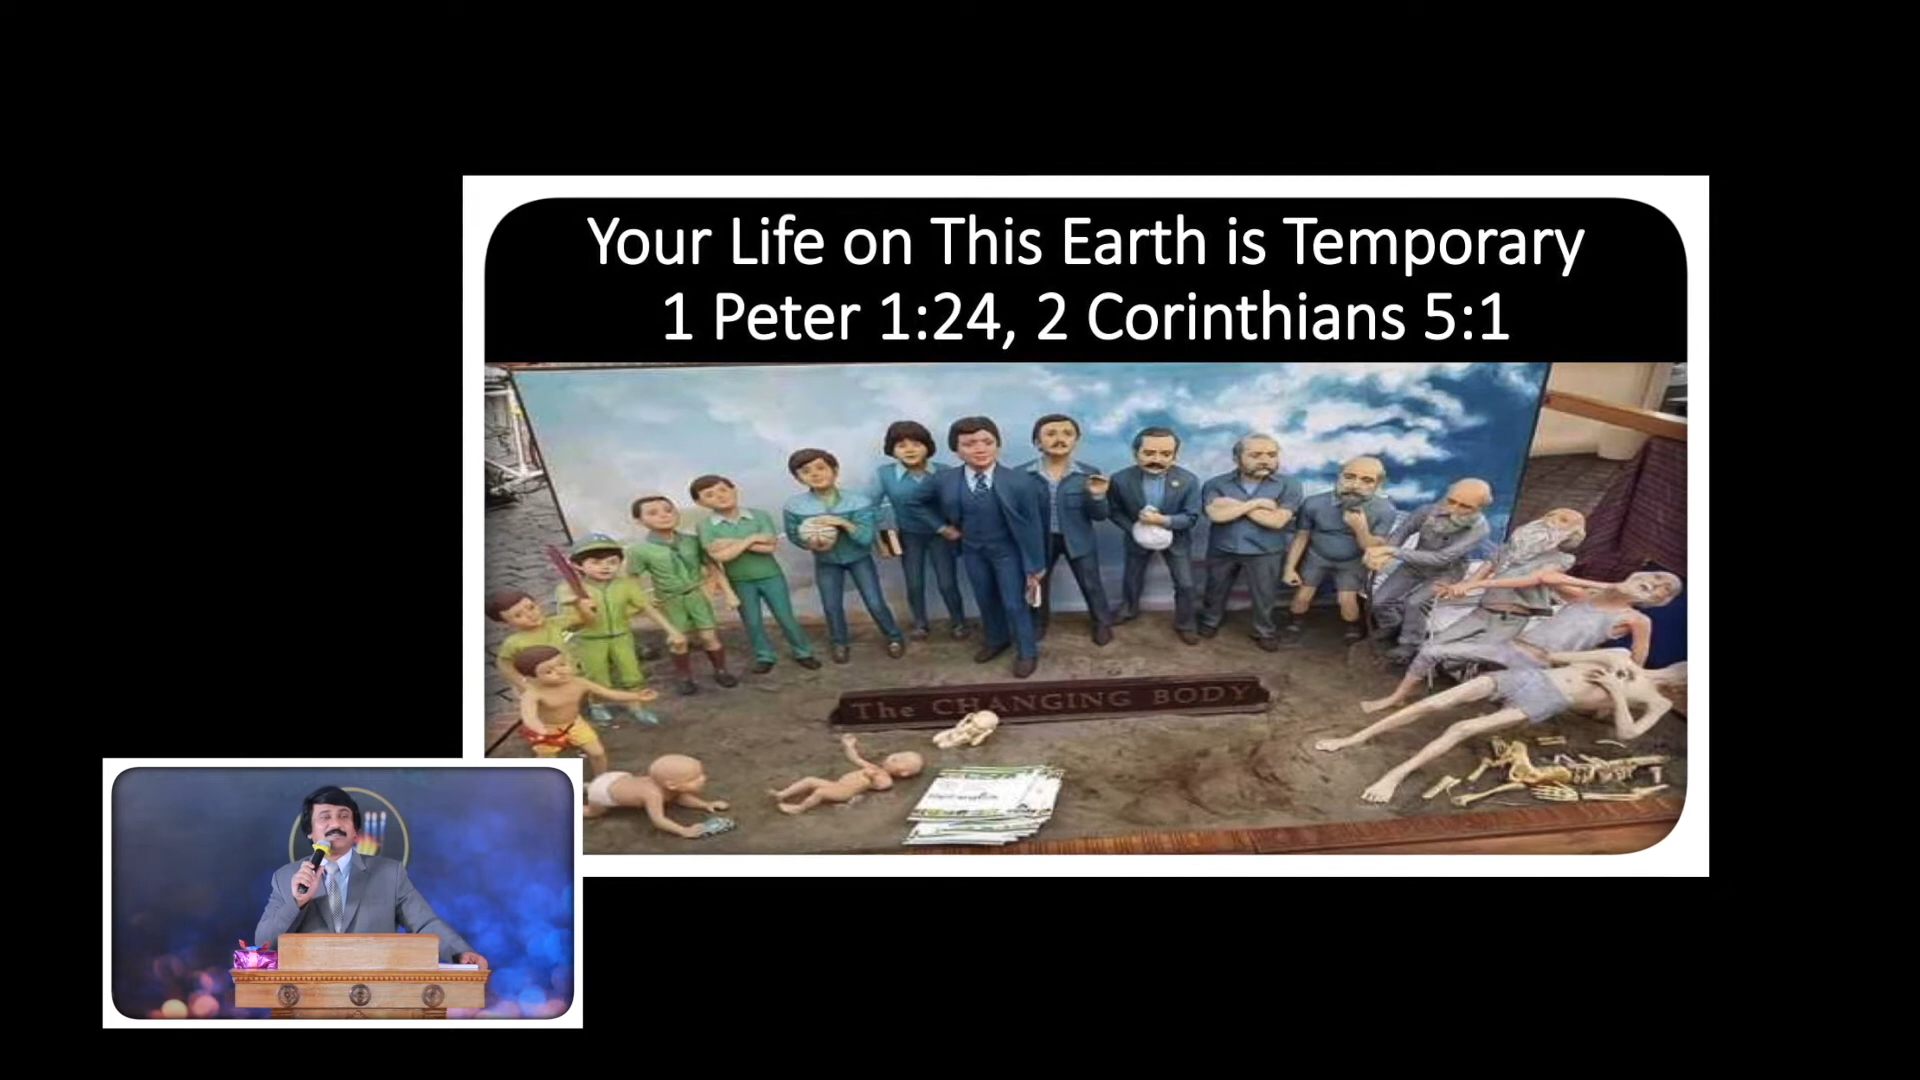 Your Life on This Earth is Temporary
1 Peter 1:24, 2 Corinthians 5:1
The CHANGING BODY